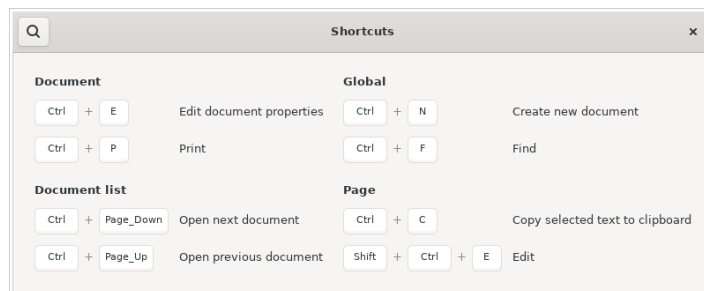 Shortcuts ×
Document
Ctrl + E Edit document properties
Ctrl + P Print
Document list
Ctrl + Page_Down Open next document
Ctrl + Page_Up Open previous document
Global
Ctrl + N Create new document
Ctrl + F Find
Page
Ctrl + C Copy selected text to clipboard
Shift + Ctrl + E Edit